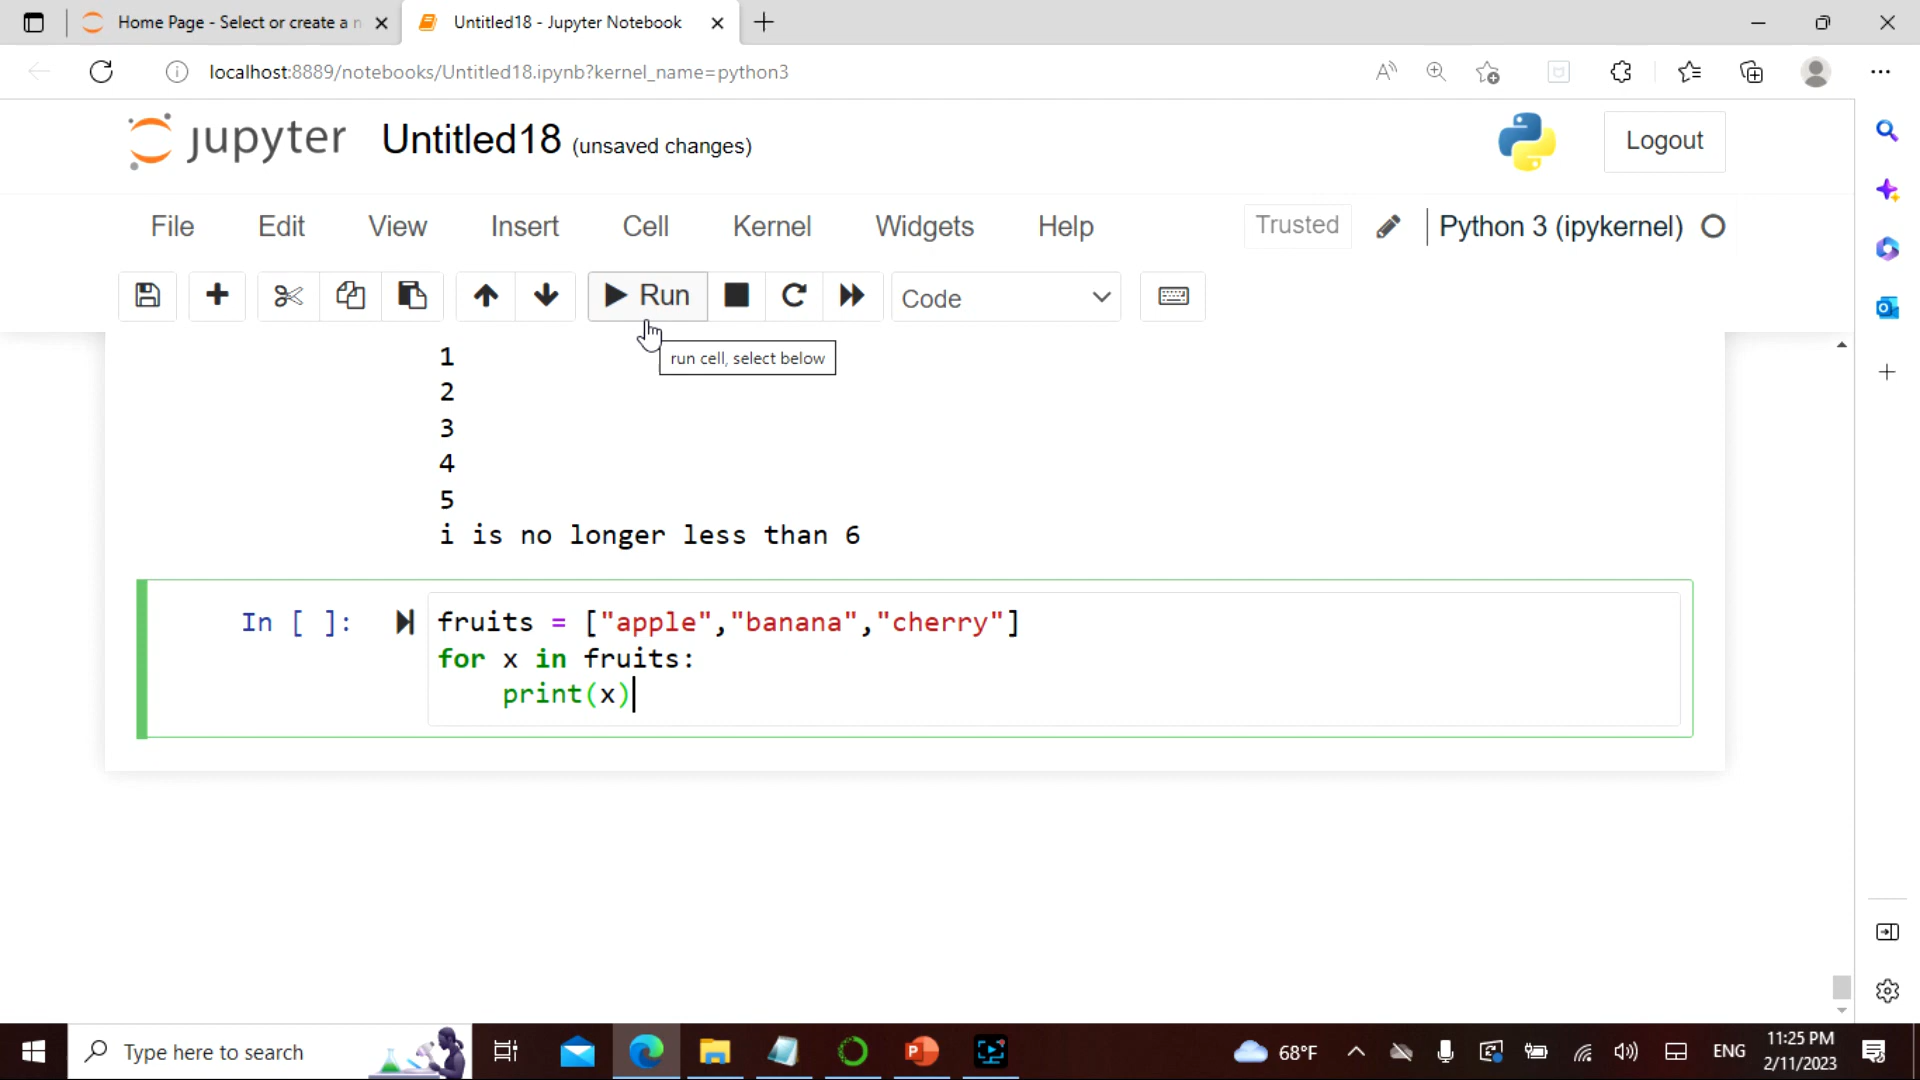 Home Page - Select or create a n
Untitled18 - Jupyter Notebook
localhost:8889/notebooks/Untitled18.ipynb?kernel_name=python3
jupyter Untitled18 (unsaved changes)
Logout
File Edit View Insert Cell Kernel Widgets Help
Trusted
Python 3 (ipykernel)
Run
Code
run cell, select below
1
2
3
4
5
i is no longer less than 6
In [ ]:
fruits = ["apple","banana","cherry"]
for x in fruits:
    print(x)
Type here to search
68°F
ENG
11:25 PM
2/11/2023